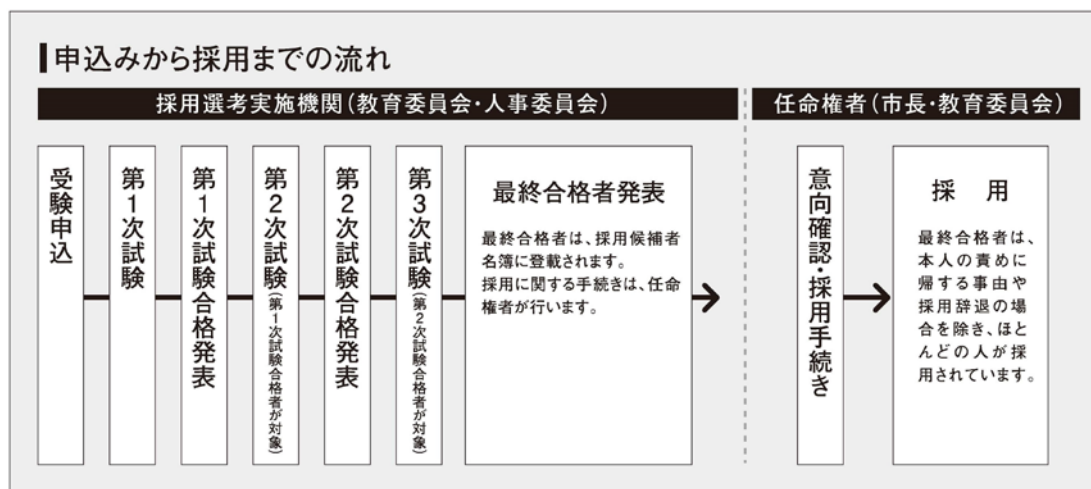 申込みから採用までの流れ
採用選考実施機関(教育委員会・人事委員会)
任命権者(市長・教育委員会)
受験申込
第1次試験
第1次試験合格発表
第2次試験(第1次試験合格者が対象)
第2次試験合格発表
第3次試験(第2次試験合格者が対象)
最終合格者発表
最終合格者は、採用候補者
名簿に登載されます。
採用に関する手続きは、任命
権者が行います。
意向確認・採用手続き
採 用
最終合格者は、
本人の責めに
帰する事由や
採用辞退の場
合を除き、ほと
んどの人が採
用されています。